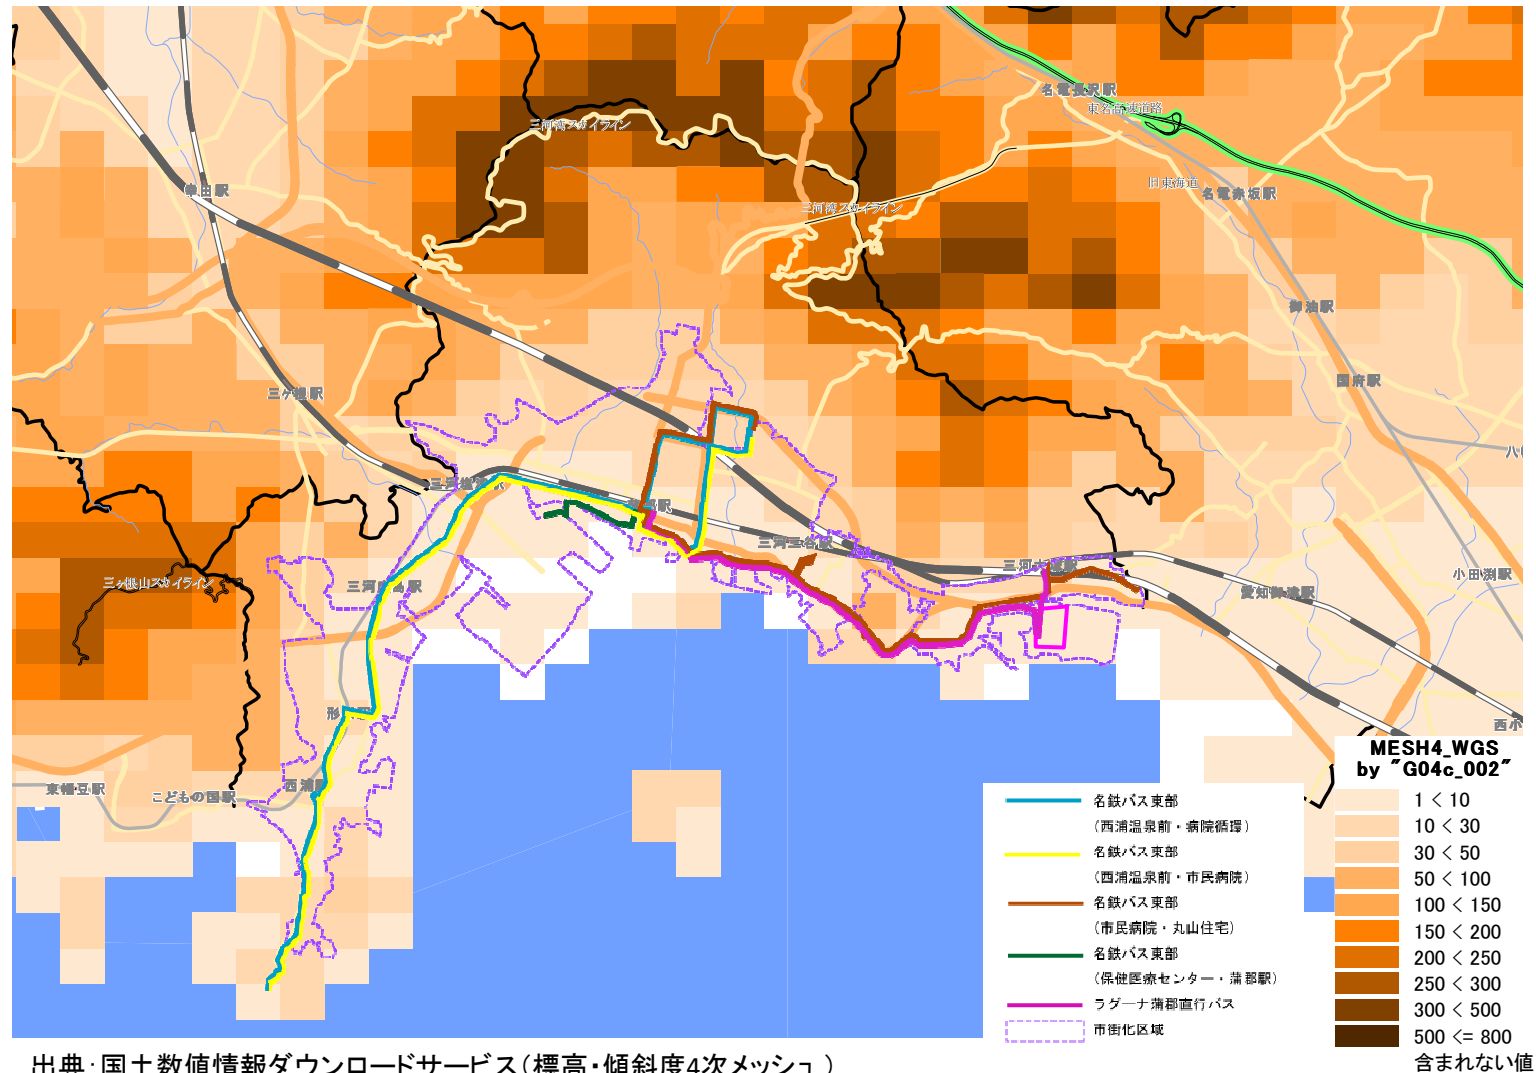 名電長沢駅
東名高速道路
三河湾スカイライン
旧東海道
幸田駅
名電赤坂駅
三河湾スカイライン
御油駅
国府駅
三ケ根駅
三河塩津駅
蒲郡駅
三河三谷駅
三河大塚駅
小田渕駅
三ヶ根山スカイライン
三河鹿島駅
愛知御津駅
形原駅
西小
西浦駅
東幡豆駅
こどもの国駅
MESH4_WGS
by "G04c_002"
1 < 10
10 < 30
30 < 50
50 < 100
100 < 150
150 < 200
200 < 250
250 < 300
300 < 500
500 <= 800
含まれない値
名鉄バス東部
(西浦温泉前・病院循環)
名鉄バス東部
(西浦温泉前・市民病院)
名鉄バス東部
(市民病院・丸山住宅)
名鉄バス東部
(保健医療センター・蒲郡駅)
ラグーナ蒲郡直行バス
市街化区域
出典:国土数値情報ダウンロードサービス(標高・傾斜度4次メッシュ)